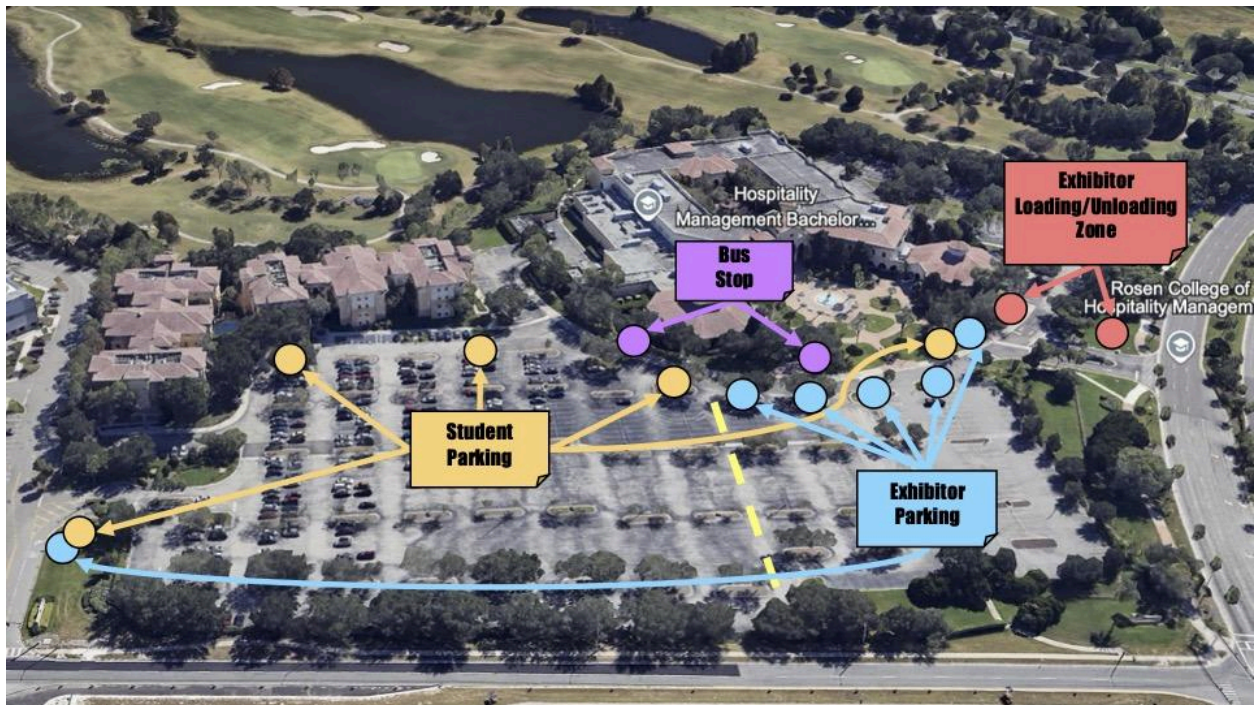 Hospitality
Management Bachelor...
Exhibitor
Loading/Unloading
Zone
Bus
Stop
Rosen College of
Hospitality Managem
Student
Parking
Exhibitor
Parking